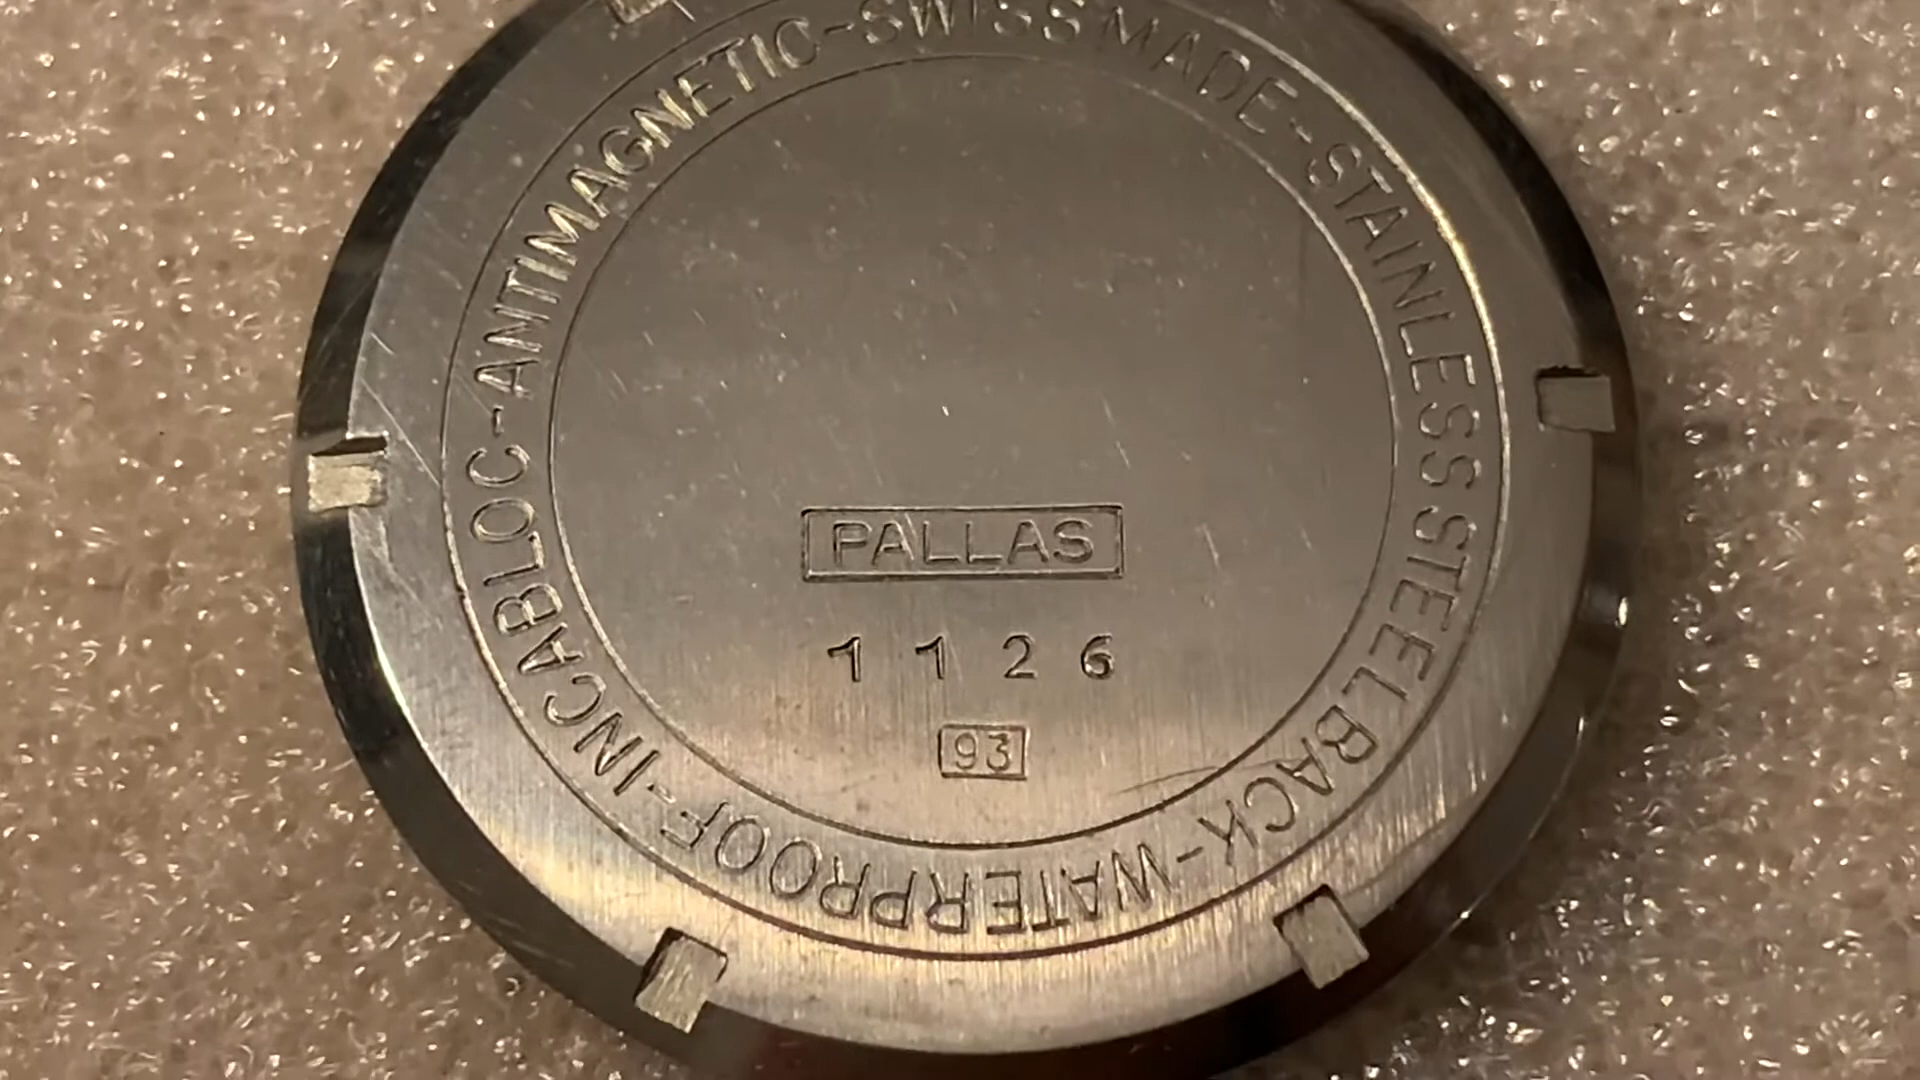 INCABLOC-ANTIMAGNETIC-SWISS MADE-STAINLESS STEEL BACK-WATERPROOF-
PALLAS
1126
93